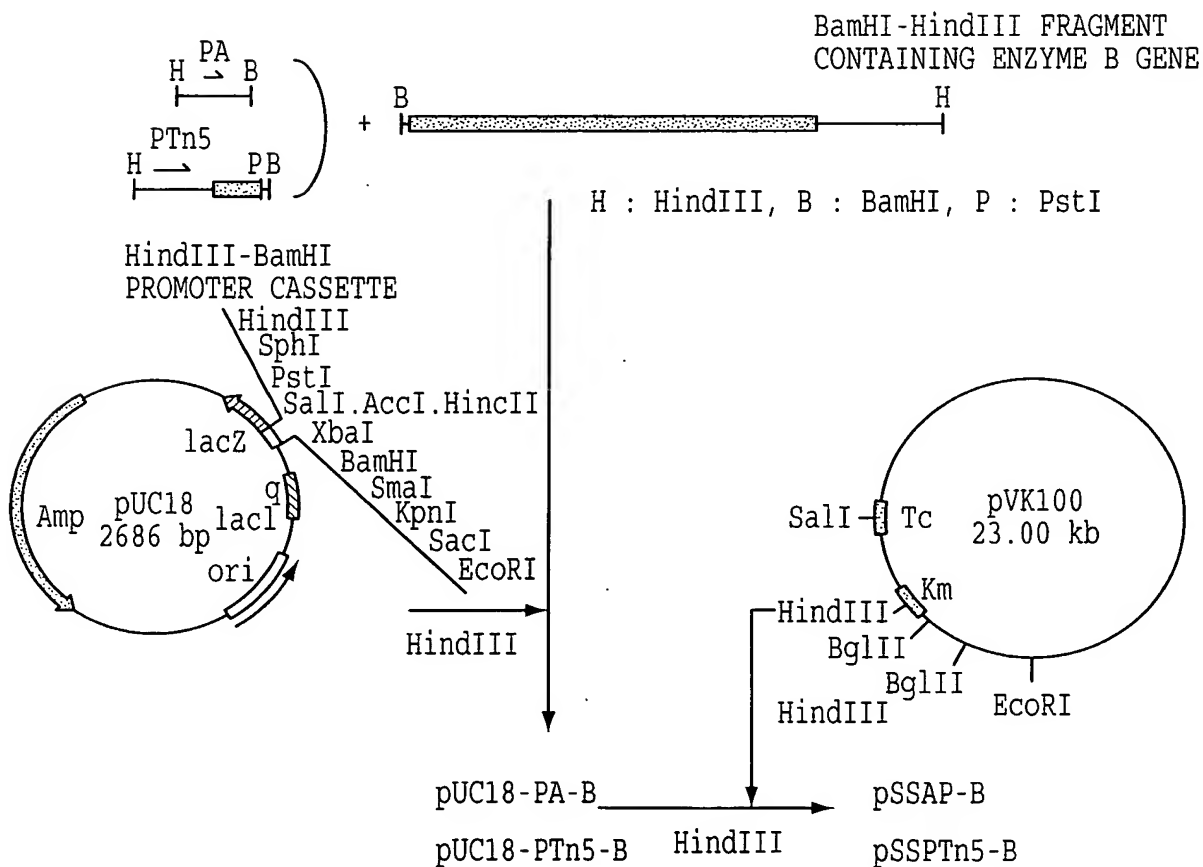 BamHI-HindIII FRAGMENT
CONTAINING ENZYME B GENE
PA
H B
B H
+
PTn5
H PB
H : HindIII, B : BamHI, P : PstI
HindIII-BamHI
PROMOTER CASSETTE
HindIII
SphI
PstI
SalI.AccI.HincII
XbaI
BamHI
SmaI
KpnI
SacI
EcoRI
lacZ
q
lacI
Amp
pUC18
2686 bp
ori
HindIII
SalI
Tc
pVK100
23.00 kb
Km
HindIII
BglII
BglII
EcoRI
HindIII
pUC18-PA-B
pSSAP-B
HindIII
pUC18-PTn5-B
pSSPTn5-B